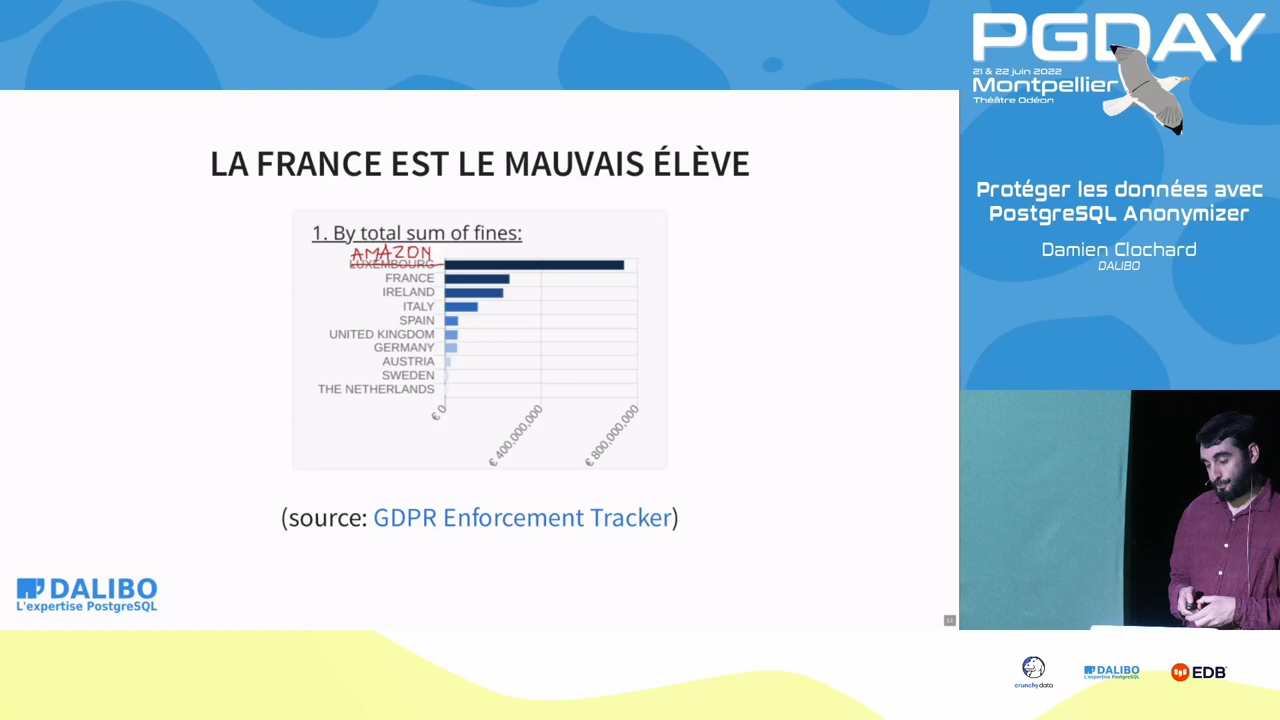 LA FRANCE EST LE MAUVAIS ÉLÈVE
1. By total sum of fines:
AMAZON
LUXEMBOURG
FRANCE
IRELAND
ITALY
SPAIN
UNITED KINGDOM
GERMANY
AUSTRIA
SWEDEN
THE NETHERLANDS
€ 0
€ 400,000,000
€ 800,000,000
(source: GDPR Enforcement Tracker)
DALIBO
L'expertise PostgreSQL
11
PGDAY
21 & 22 juin 2022
Montpellier
Théâtre Odéon
Protéger les données avec
PostgreSQL Anonymizer
Damien Clochard
DALIBO
crunchydata
DALIBO
L'expertise PostgreSQL
EDB